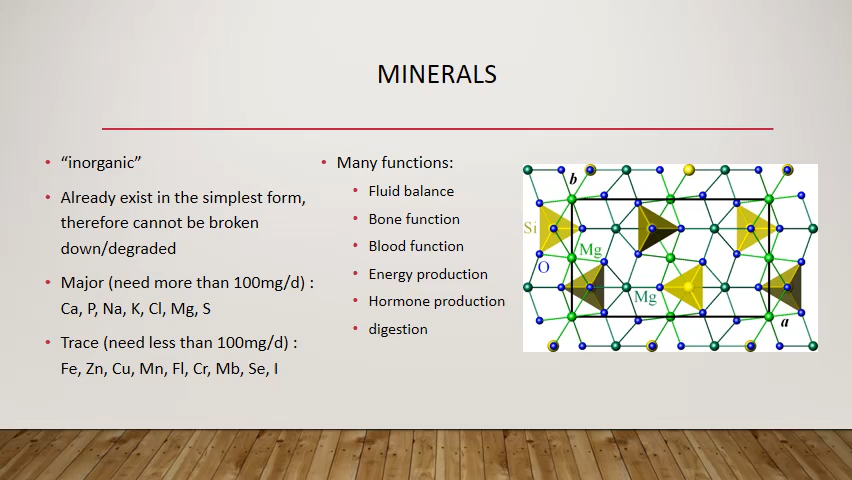 MINERALS
• “inorganic”
• Already exist in the simplest form,
therefore cannot be broken
down/degraded
• Major (need more than 100mg/d) :
Ca, P, Na, K, Cl, Mg, S
• Trace (need less than 100mg/d) :
Fe, Zn, Cu, Mn, Fl, Cr, Mb, Se, I
• Many functions:
• Fluid balance
• Bone function
• Blood function
• Energy production
• Hormone production
• digestion
b
Si
Mg
O
Mg
a